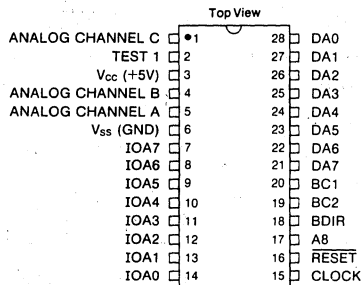 Top View
ANALOG CHANNEL C 1 28 DA0
TEST 1 2 27 DA1
Vcc (+5V) 3 26 DA2
ANALOG CHANNEL B 4 25 DA3
ANALOG CHANNEL A 5 24 DA4
Vss (GND) 6 23 DA5
IOA7 7 22 DA6
IOA6 8 21 DA7
IOA5 9 20 BC1
IOA4 10 19 BC2
IOA3 11 18 BDIR
IOA2 12 17 A8
IOA1 13 16 RESET
IOA0 14 15 CLOCK